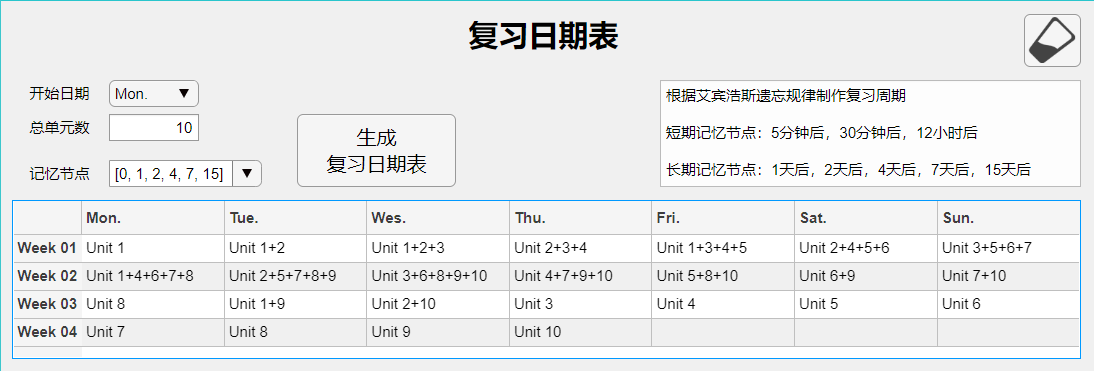 复习日期表
开始日期 Mon. ▼
总单元数 10
记忆节点 [0, 1, 2, 4, 7, 15] ▼
生成
复习日期表
根据艾宾浩斯遗忘规律制作复习周期
短期记忆节点：5分钟后，30分钟后，12小时后
长期记忆节点：1天后，2天后，4天后，7天后，15天后
Mon. Tue. Wes. Thu. Fri. Sat. Sun.
Week 01 Unit 1 Unit 1+2 Unit 1+2+3 Unit 2+3+4 Unit 1+3+4+5 Unit 2+4+5+6 Unit 3+5+6+7
Week 02 Unit 1+4+6+7+8 Unit 2+5+7+8+9 Unit 3+6+8+9+10 Unit 4+7+9+10 Unit 5+8+10 Unit 6+9 Unit 7+10
Week 03 Unit 8 Unit 1+9 Unit 2+10 Unit 3 Unit 4 Unit 5 Unit 6
Week 04 Unit 7 Unit 8 Unit 9 Unit 10